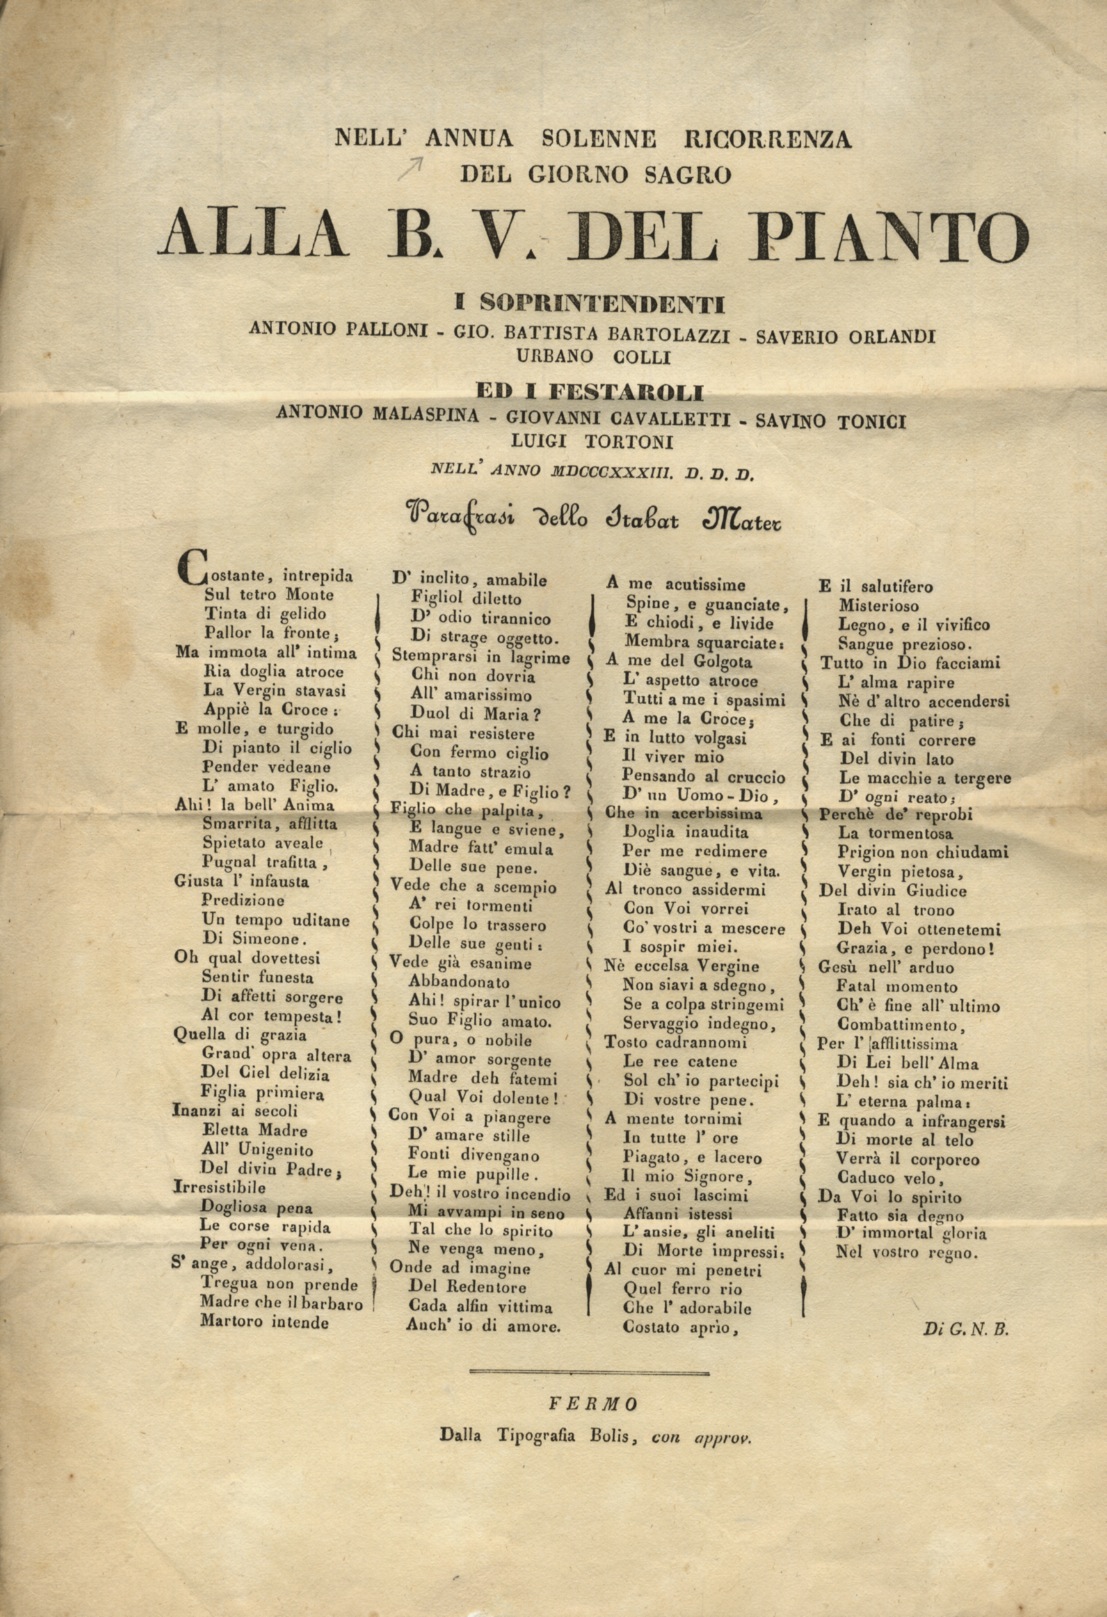 NELL' ANNUA SOLENNE RICORRENZA
DEL GIORNO SAGRO
ALLA B. V. DEL PIANTO
I SOPRINTENDENTI
ANTONIO PALLONI - GIO. BATTISTA BARTOLAZZI - SAVERIO ORLANDI
URBANO COLLI
ED I FESTAROLI
ANTONIO MALASPINA - GIOVANNI CAVALLETTI - SAVINO TONICI
LUIGI TORTONI
NELL' ANNO MDCCCXXXIII. D. D. D.
Parafrasi dello Stabat Mater
Costante, intrepida
Sul tetro Monte
Tinta di gelido
Pallor la fronte;
Ma immota all' intima
Ria doglia atroce
La Vergin stavasi
Appiè la Croce:
E molle, e turgido
Di pianto il ciglio
Pender vedeane
L' amato Figlio.
Ahi! la bell' Anima
Smarrita, afflitta
Spietato aveale
Pugnal trafitta,
Giusta l' infausta
Predizione
Un tempo uditane
Di Simeone.
Oh qual dovettesi
Sentir funesta
Di affetti sorgere
Al cor tempesta!
Quella di grazia
Grand' opra altera
Del Ciel delizia
Figlia primiera
Inanzi ai secoli
Eletta Madre
All' Unigenito
Del divin Padre;
Irresistibile
Dogliosa pena
Le corse rapida
Per ogni vena.
S' ange, addolorasi,
Tregua non prende
Madre che il barbaro
Martoro intende
D' inclito, amabile
Figliol diletto
D' odio tirannico
Di strage oggetto.
Stemprarsi in lagrime
Chi non dovria
All' amarissimo
Duol di Maria?
Chi mai resistere
Con fermo ciglio
A tanto strazio
Di Madre, e Figlio?
Figlio che palpita,
E langue e sviene,
Madre fatt' emula
Delle sue pene.
Vede che a scempio
A' rei tormenti
Colpe lo trassero
Delle sue genti:
Vede già esanime
Abbandonato
Ahi! spirar l' unico
Suo Figlio amato.
O pura, o nobile
D' amor sorgente
Madre deh fatemi
Qual Voi dolente!
Con Voi a piangere
D' amare stille
Fonti divengano
Le mie pupille.
Deh! il vostro incendio
Mi avvampi in seno
Tal che lo spirito
Ne venga meno,
Onde ad imagine
Del Redentore
Cada alfin vittima
Anch' io di amore.
A me acutissime
Spine, e guanciate,
E chiodi, e livide
Membra squarciate:
A me del Golgota
L' aspetto atroce
Tutti a me i spasimi
A me la Croce;
E in lutto volgasi
Il viver mio
Pensando al cruccio
D' un Uomo-Dio,
Che in acerbissima
Doglia inaudita
Per me redimere
Diè sangue, e vita.
Al tronco assidermi
Con Voi vorrei
Co' vostri a mescere
I sospir miei.
Nè eccelsa Vergine
Non siavi a sdegno,
Se a colpa stringemi
Servaggio indegno,
Tosto cadrannomi
Le ree catene
Sol ch' io partecipi
Di vostre pene.
A mente tornimi
In tutte l' ore
Piagato, e lacero
Il mio Signore,
Ed i suoi lascimi
Affanni istessi
L' ansie, gli aneliti
Di Morte impressi:
Al cuor mi penetri
Quel ferro rio
Che l' adorabile
Costato aprìo,
E il salutifero
Misterioso
Legno, e il vivifico
Sangue prezioso.
Tutto in Dio facciami
L' alma rapire
Nè d' altro accendersi
Che di patire;
E ai fonti correre
Del divin lato
Le macchie a tergere
D' ogni reato;
Perchè de' reprobi
La tormentosa
Prigion non chiudami
Vergin pietosa,
Del divin Giudice
Irato al trono
Deh Voi ottenetemi
Grazia, e perdono!
Gesù nell' arduo
Fatal momento
Ch' è fine all' ultimo
Combattimento,
Per l' afflittissima
Di Lei bell' Alma
Deh! sia ch' io meriti
L' eterna palma:
E quando a infrangersi
Di morte al telo
Verrà il corporeo
Caduco velo,
Da Voi lo spirito
Fatto sia degno
D' immortal gloria
Nel vostro regno.
Di G. N. B.
FERMO
Dalla Tipografia Bolis, con approv.